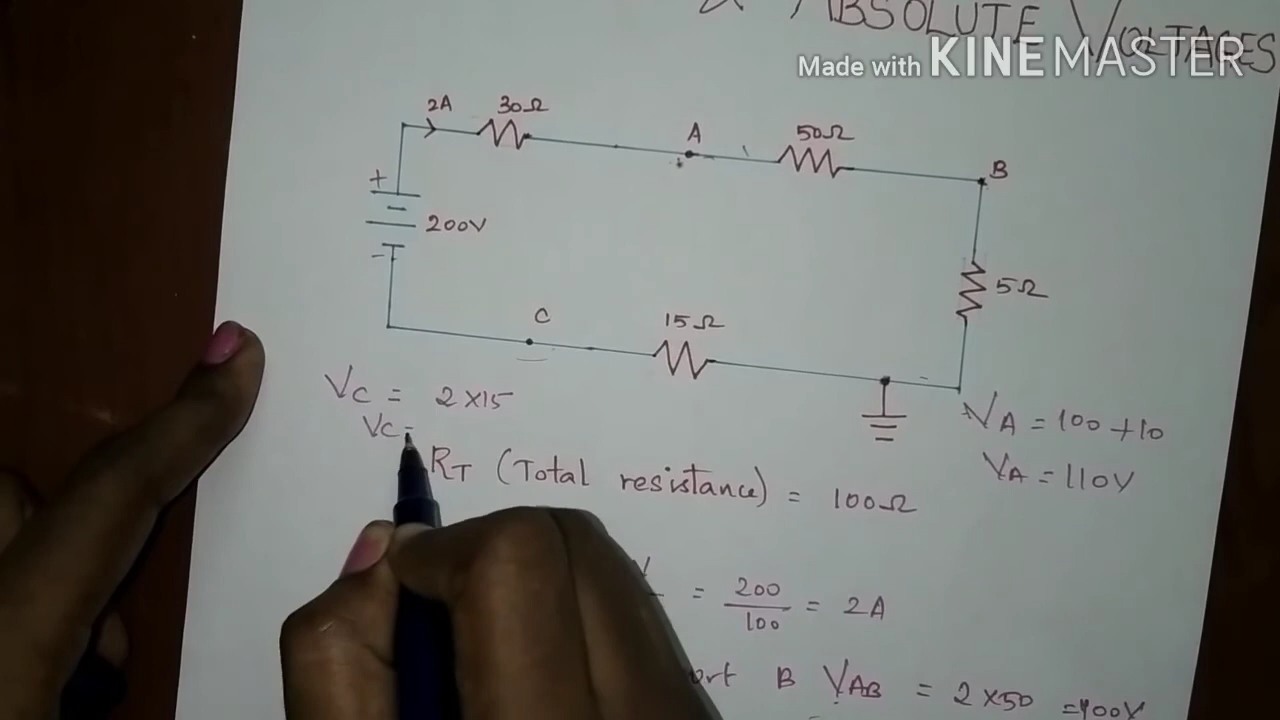 & ABSOLUTE VOLTAGES
Made with KINEMASTER
2A 30Ω A 50Ω B
+ 200V -
5Ω
C 15Ω
VC = 2 x 15
VC =
VA = 100 + 10
VA = 110V
RT (Total resistance) = 100Ω
= 200/100 = 2A
B VAB = 2 x 50 = 100V